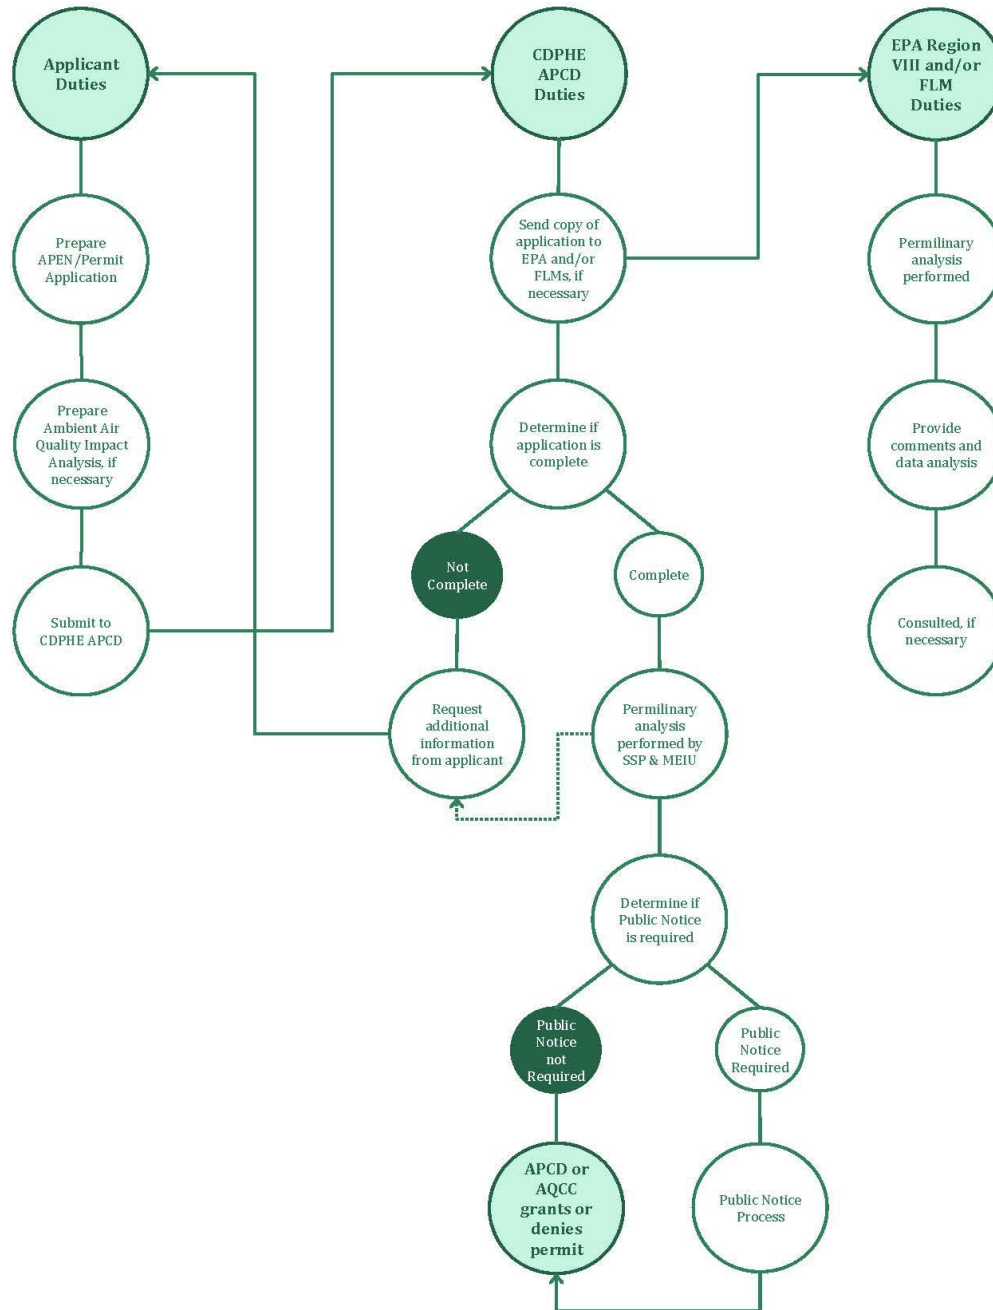 Applicant
Duties
CDPHE
APCD
Duties
EPA Region
VIII and/or
FLM
Duties
Prepare
APEN/Permit
Application
Send copy of
application to
EPA and/or
FLMs, if
necessary
Permilinary
analysis
performed
Prepare
Ambient Air
Quality Impact
Analysis, if
necessary
Determine if
application is
complete
Provide
comments and
data analysis
Not
Complete
Complete
Submit to
CDPHE APCD
Consulted, if
necessary
Request
additional
information
from applicant
Permilinary
analysis
performed by
SSP & MEIU
Determine if
Public Notice
is required
Public
Notice
not
Required
Public
Notice
Required
APCD or
AQCC
grants or
denies
permit
Public Notice
Process